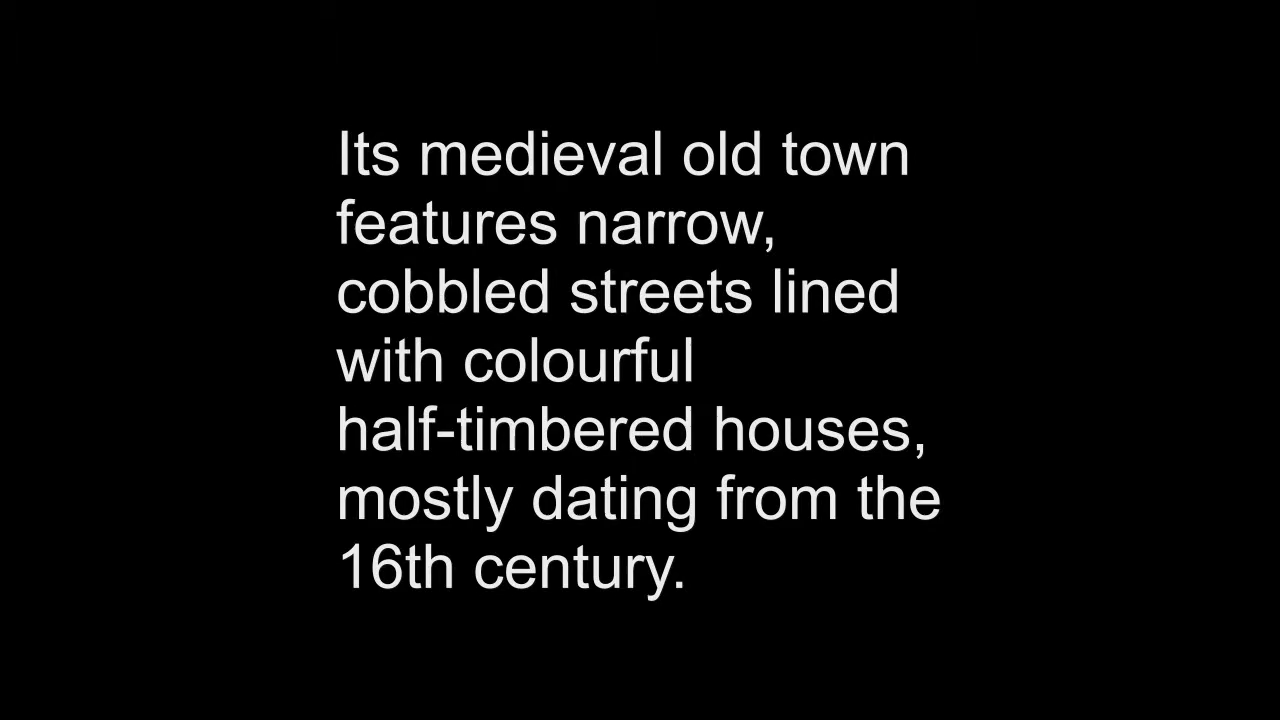 Its medieval old town
features narrow,
cobbled streets lined
with colourful
half-timbered houses,
mostly dating from the
16th century.